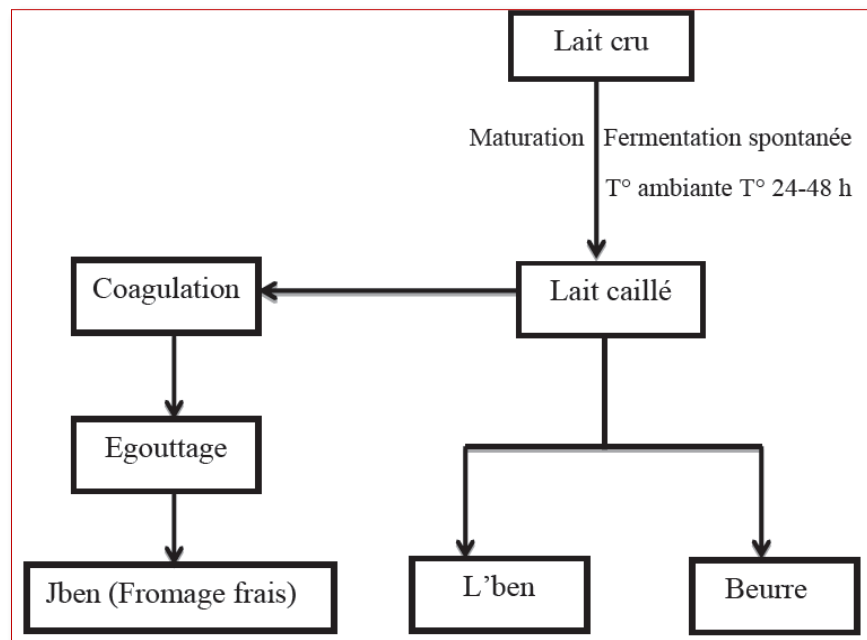 Lait cru
Maturation Fermentation spontanée
T° ambiante T° 24-48 h
Coagulation
Lait caillé
Egouttage
Jben (Fromage frais)
L’ben
Beurre